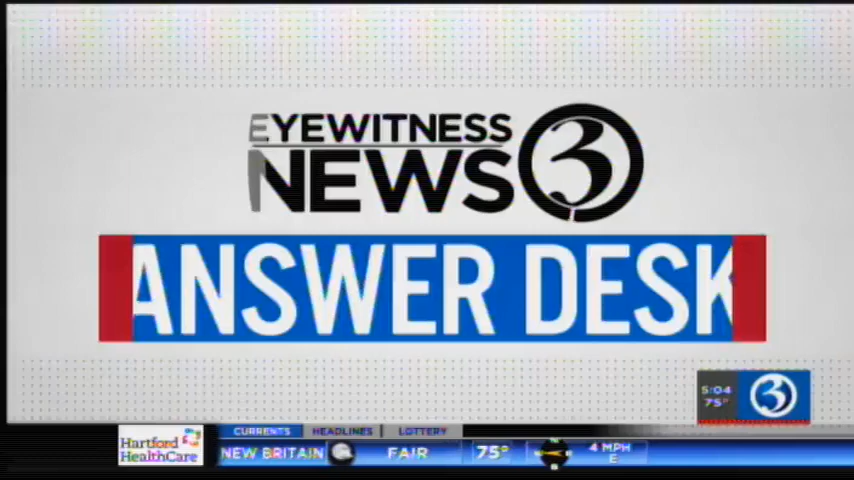 EYEWITNESS
NEWS 3
ANSWER DESK
5:04
75°
3
CURRENTS
HEADLINES
LOTTERY
Hartford
HealthCare
NEW BRITAIN
FAIR
75°
4 MPH
E